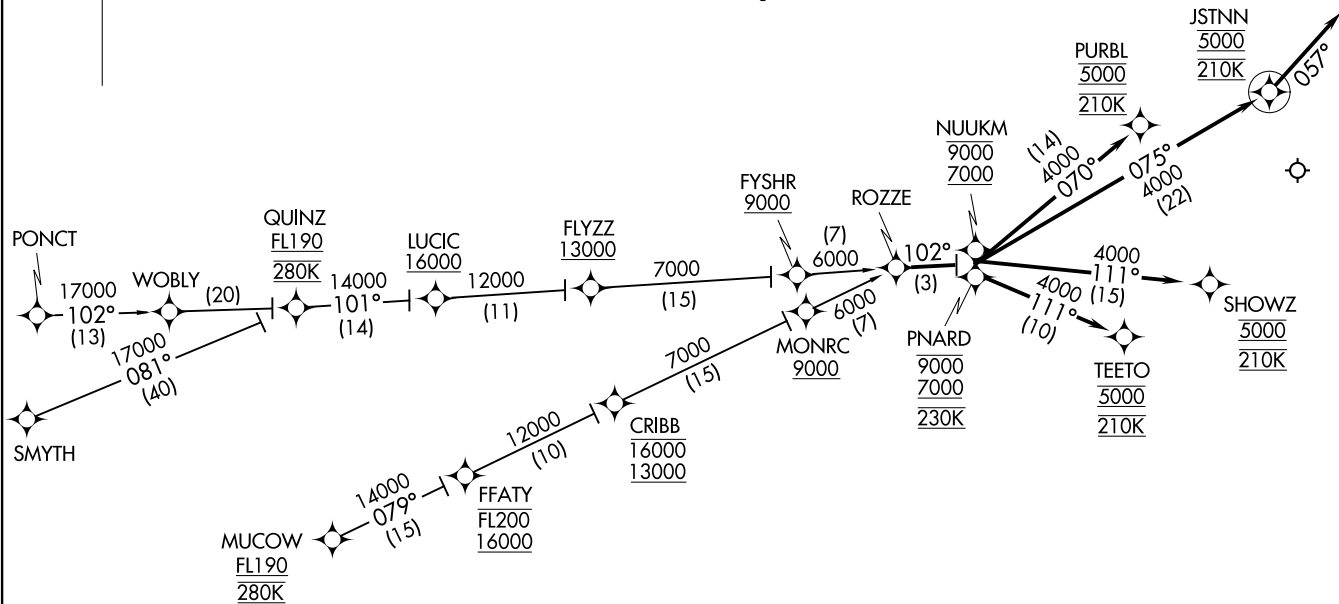 JSTNN
5000
210K
057°
PURBL
5000
210K
NUUKM
9000
7000
(14)
4000
070°
075°
4000
(22)
FYSHR
9000
ROZZE
QUINZ
FL190
280K
LUCIC
16000
FLYZZ
13000
PONCT
WOBLY
17000
102°
(13)
(20)
14000
101°
(14)
12000
(11)
7000
(15)
(7)
6000
102°
(3)
4000
111°
(15)
4000
111°
(10)
SHOWZ
5000
210K
17000
081°
(40)
SMYTH
6000
(7)
MONRC
9000
PNARD
9000
7000
230K
TEETO
5000
210K
7000
(15)
CRIBB
16000
13000
12000
(10)
FFATY
FL200
16000
14000
079°
(15)
MUCOW
FL190
280K